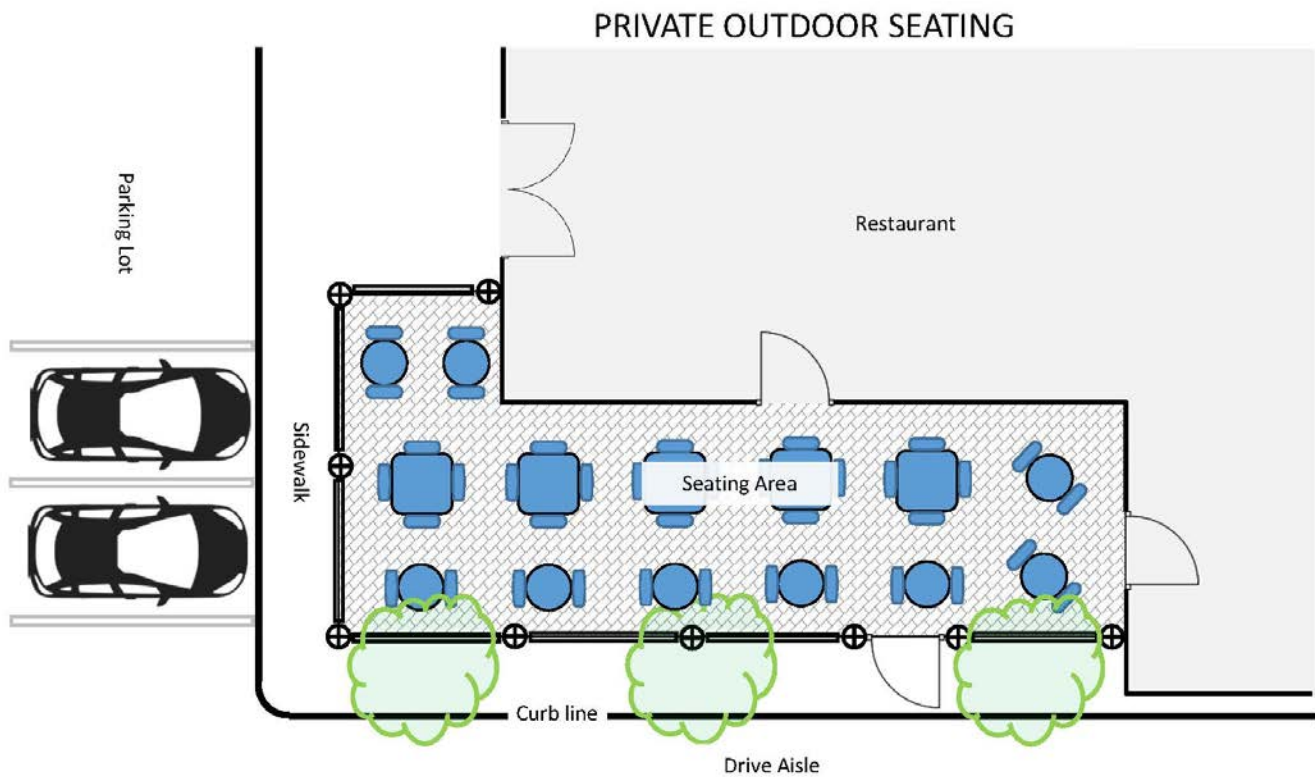 PRIVATE OUTDOOR SEATING
Parking Lot
Restaurant
Sidewalk
Seating Area
Curb line
Drive Aisle